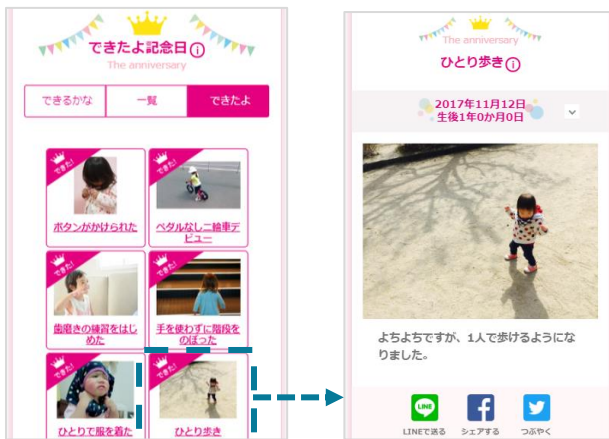 できたよ記念日ⓘ
The anniversary
できるかな
一覧
できたよ
できた!
ボタンがかけられた
できた!
ペダルなし二輪車デ
ビュー
できた!
歯磨きの練習をはじ
めた
できた!
手を使わずに階段を
のぼった
できた!
ひとりで服を着た
できた!
ひとり歩き
The anniversary
ひとり歩きⓘ
2017年11月12日
生後1年0か月0日
よちよちですが、1人で歩けるようにな
りました。
LINE
LINEで送る
シェアする
つぶやく